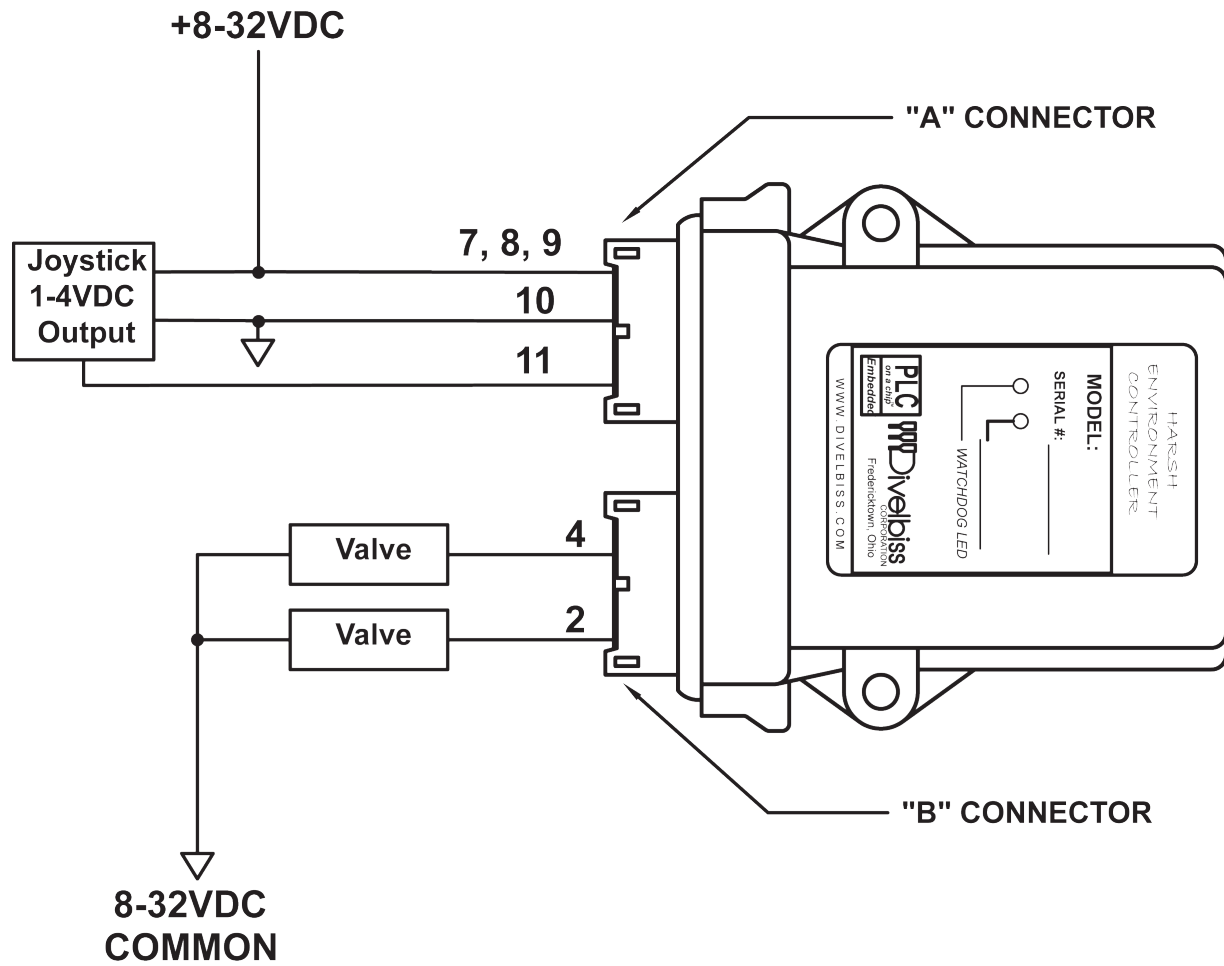 +8-32VDC
"A" CONNECTOR
7, 8, 9
Joystick
1-4VDC
Output
10
11
HARSH
ENVIRONMENT
CONTROLLER
MODEL:
SERIAL #:
WATCHDOG LED
PLC
on a chip™
Embedded
Divelbiss
CORPORATION
Fredericktown, Ohio
WWW.DIVELBISS.COM
Valve
4
Valve
2
"B" CONNECTOR
8-32VDC
COMMON